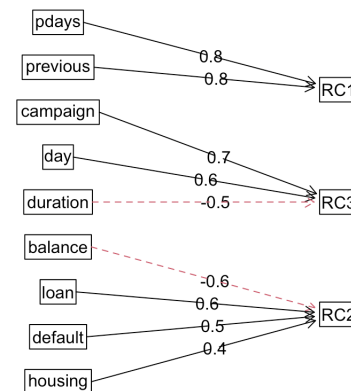 pdays
0.8
previous
0.8
RC1
campaign
0.7
day
0.6
duration
-0.5
RC3
balance
-0.6
loan
0.6
RC2
default
0.5
housing
0.4